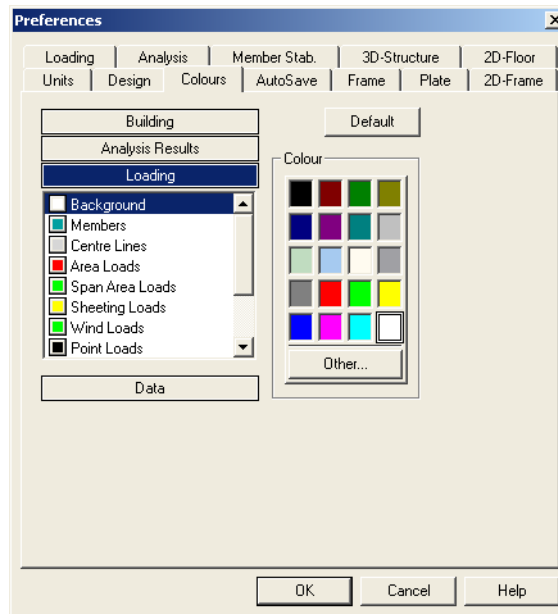 Preferences
Loading Analysis Member Stab. 3D-Structure 2D-Floor
Units Design Colours AutoSave Frame Plate 2D-Frame
Building
Default
Analysis Results
Colour
Loading
Background
Members
Centre Lines
Area Loads
Span Area Loads
Sheeting Loads
Wind Loads
Point Loads
Other...
Data
OK Cancel Help